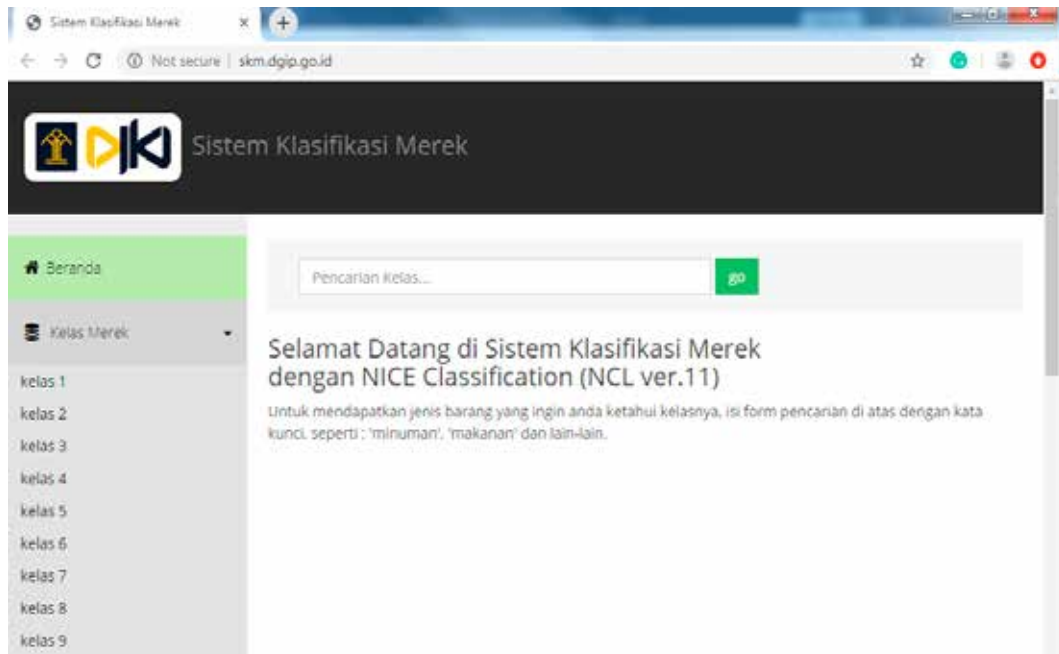 Sistem Klasifikasi Merek
Not secure | skm.dgip.go.id
DJKI Sistem Klasifikasi Merek
Beranda
Pencarian Kelas...
go
Kelas Merek
Selamat Datang di Sistem Klasifikasi Merek
dengan NICE Classification (NCL ver.11)
Untuk mendapatkan jenis barang yang ingin anda ketahui kelasnya, isi form pencarian di atas dengan kata
kunci, seperti : 'minuman', 'makanan' dan lain-lain.
kelas 1
kelas 2
kelas 3
kelas 4
kelas 5
kelas 6
kelas 7
kelas 8
kelas 9